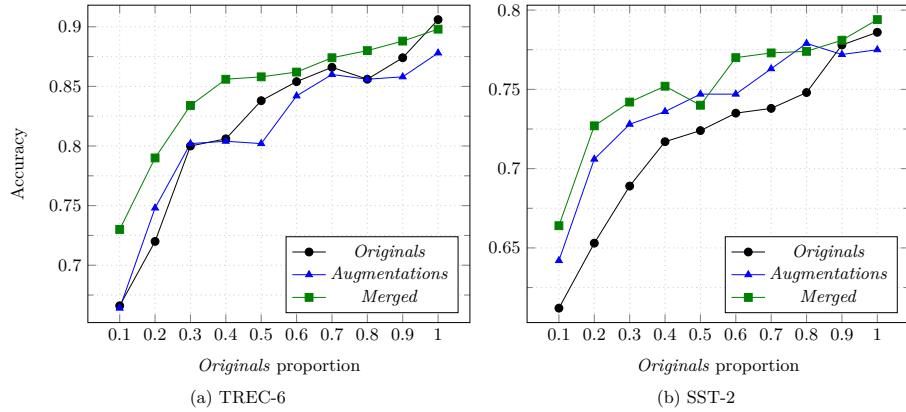 0.9
0.85
0.8
0.75
0.7
Accuracy
0.1 0.2 0.3 0.4 0.5 0.6 0.7 0.8 0.9 1
Originals proportion
Originals
Augmentations
Merged
(a) TREC-6
0.8
0.75
0.7
0.65
0.1 0.2 0.3 0.4 0.5 0.6 0.7 0.8 0.9 1
Originals proportion
Originals
Augmentations
Merged
(b) SST-2